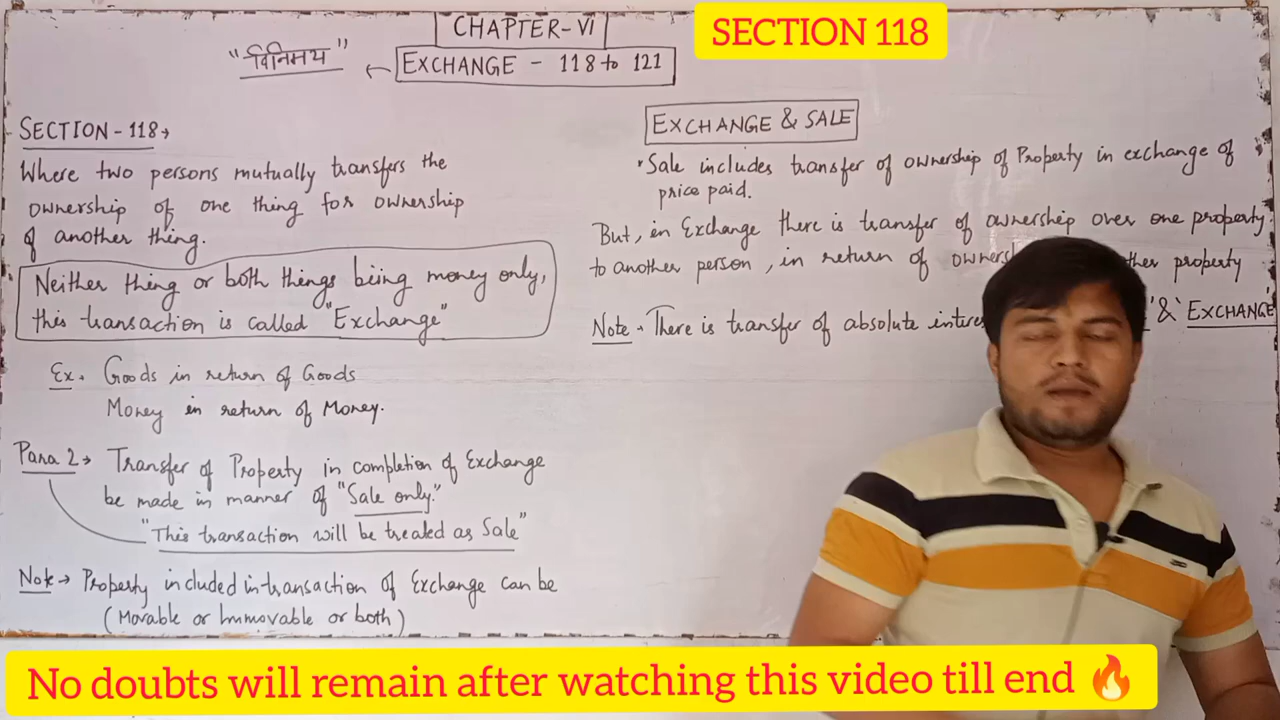 CHAPTER-VI
SECTION 118
"विनिमय" ← EXCHANGE - 118 to 121
SECTION-118→
Where two persons mutually transfers the
ownership of one thing for ownership
of another thing.
Neither thing or both things being money only,
this transaction is called "Exchange"
Ex. Goods in return of Goods
Money in return of Money.
Para 2→ Transfer of Property in completion of Exchange
be made in manner of "Sale only."
"This transaction will be treated as Sale"
Note→ Property included in transaction of Exchange can be
(Movable or Immovable or both)
EXCHANGE & SALE
*Sale includes transfer of ownership of Property in exchange of
price paid.
But, in Exchange there is transfer of ownership over one property
to another person, in return of property
Note→ There is transfer of absolute & 'EXCHANGE'
No doubts will remain after watching this video till end 🔥